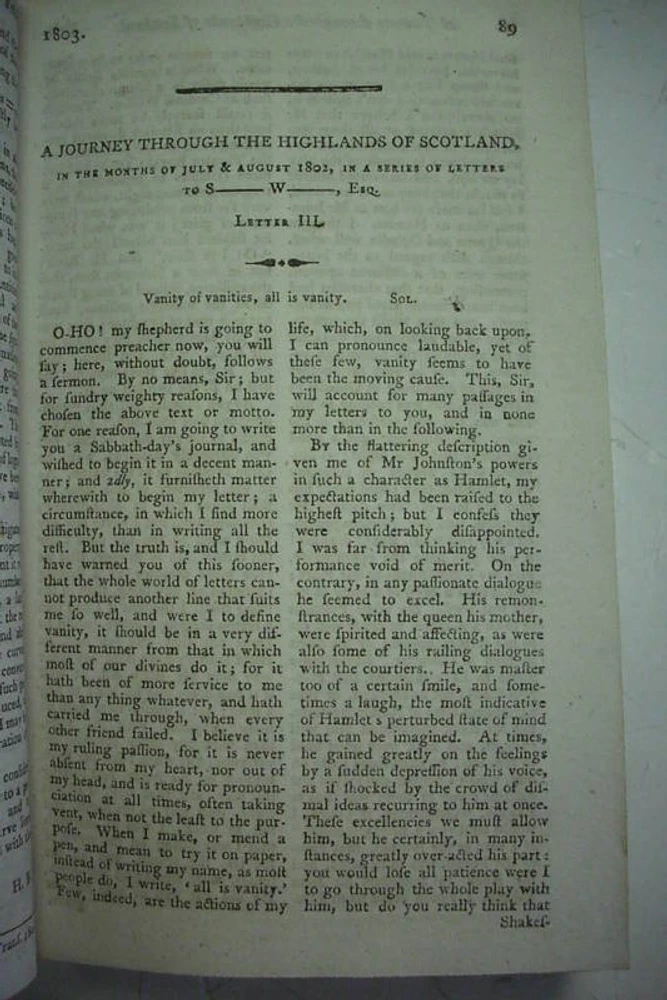 1803.
89
A JOURNEY THROUGH THE HIGHLANDS OF SCOTLAND,
IN THE MONTHS OF JULY & AUGUST 1802, IN A SERIES OF LETTERS
TO S—— W——, ESQ.
LETTER III.
Vanity of vanities, all is vanity. SOL.
O-HO! my ſhepherd is going to
commence preacher now, you will
ſay; here, without doubt, follows
a ſermon. By no means, Sir; but
for ſundry weighty reaſons, I have
choſen the above text or motto.
For one reaſon, I am going to write
you a Sabbath-day's journal, and
wiſhed to begin it in a decent man-
ner; and 2dly, it furniſheth matter
wherewith to begin my letter; a
circumſtance, in which I find more
difficulty, than in writing all the
reſt. But the truth is, and I ſhould
have warned you of this ſooner,
that the whole world of letters can-
not produce another line that ſuits
me ſo well, and were I to define
vanity, it ſhould be in a very diſ-
ferent manner from that in which
moſt of our divines do it; for it
hath been of more ſervice to me
than any thing whatever, and hath
carried me through, when every
other friend failed. I believe it is
my ruling paſſion, for it is never
abſent from my heart, nor out of
my head, and is ready for pronoun-
ciation at all times, often taking
vent, when not the leaſt to the pur-
poſe. When I make, or mend a
pen, and mean to try it on paper,
inſtead of writing my name, as moſt
people do, I write, ‘all is vanity.’
Few, indeed, are the actions of my
life, which, on looking back upon,
I can pronounce laudable, yet of
theſe few, vanity ſeems to have
been the moving cauſe. This, Sir,
will account for many paſſages in
my letters to you, and in none
more than in the following.
By the flattering deſcription gi-
ven me of Mr Johnſton's powers
in ſuch a character as Hamlet, my
expectations had been raiſed to the
higheſt pitch; but I confeſs they
were conſiderably diſappointed.
I was far from thinking his per-
formance void of merit. On the
contrary, in any paſſionate dialogue
he ſeemed to excel. His remon-
ſtrances, with the queen his mother,
were ſpirited and affecting, as were
alſo ſome of his railing dialogues
with the courtiers. He was maſter
too of a certain ſmile, and ſome-
times a laugh, the moſt indicative
of Hamlet's perturbed ſtate of mind
that can be imagined. At times,
he gained greatly on the feelings
by a ſudden depreſſion of his voice,
as if ſhocked by the crowd of diſ-
mal ideas recurring to him at once.
Theſe excellencies we muſt allow
him, but he certainly, in many in-
ſtances, greatly over-acted his part:
you would loſe all patience were I
to go through the whole play with
him, but do you really think that
Shakeſ-